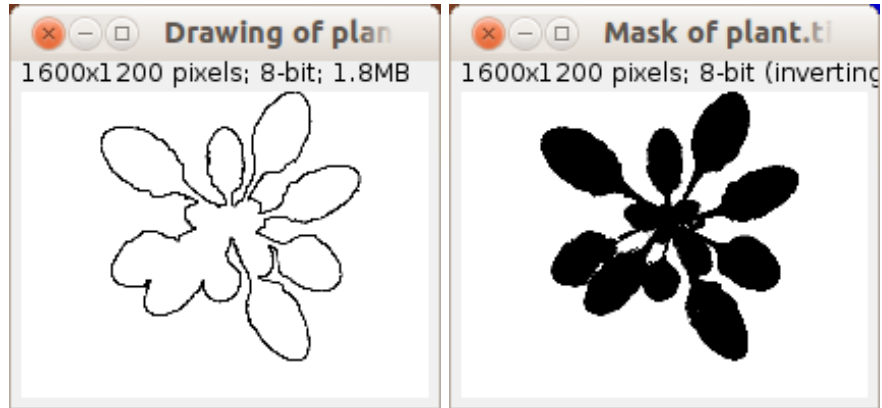 Drawing of plan
1600x1200 pixels; 8-bit; 1.8MB
Mask of plant.ti
1600x1200 pixels; 8-bit (inverting